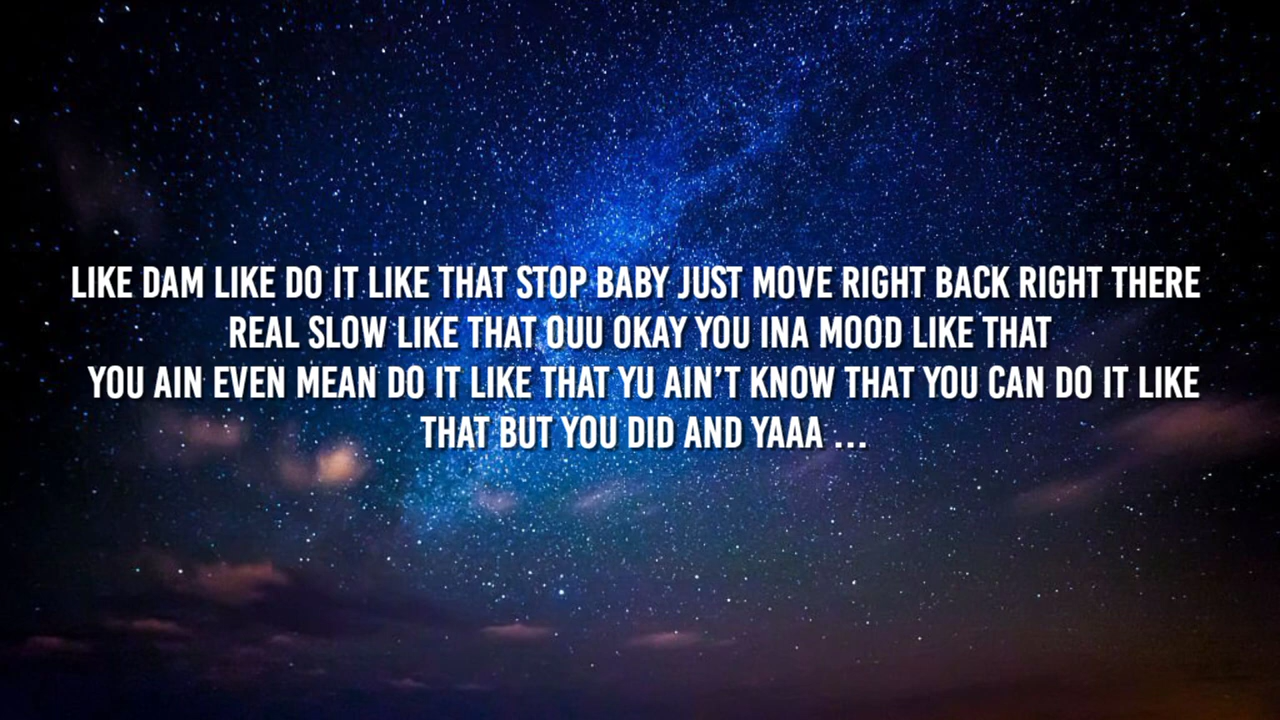 LIKE DAM LIKE DO IT LIKE THAT STOP BABY JUST MOVE RIGHT BACK RIGHT THERE
REAL SLOW LIKE THAT OUU OKAY YOU INA MOOD LIKE THAT
YOU AIN EVEN MEAN DO IT LIKE THAT YU AIN’T KNOW THAT YOU CAN DO IT LIKE
THAT BUT YOU DID AND YAAA ...